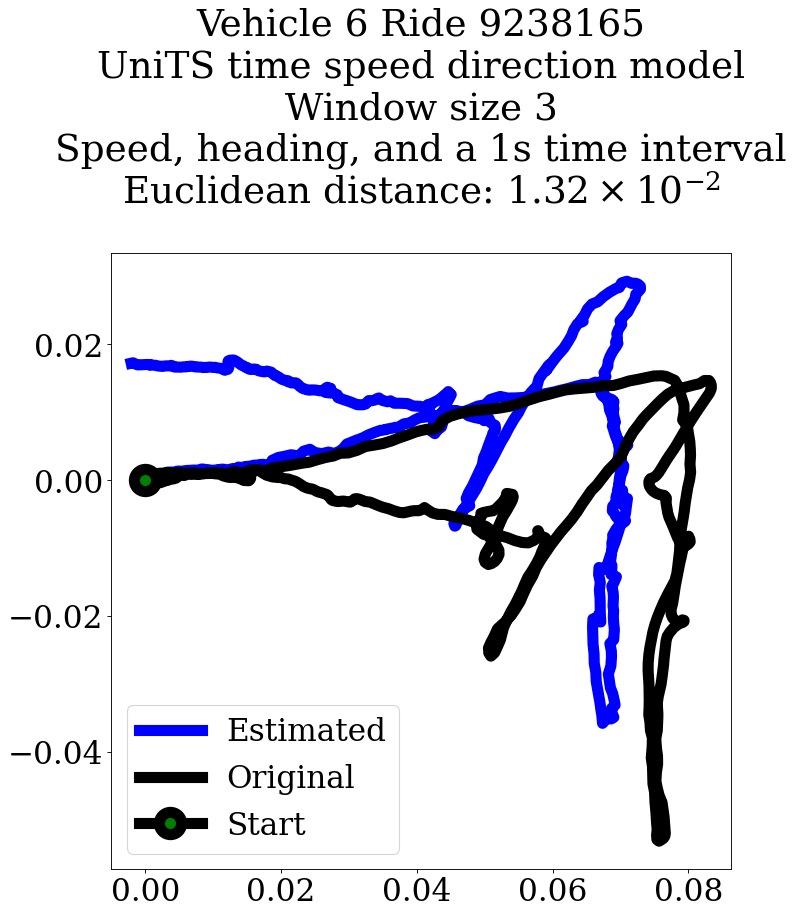 Vehicle 6 Ride 9238165
UniTS time speed direction model
Window size 3
Speed, heading, and a 1s time interval
Euclidean distance: 1.32 × 10⁻²
0.02
0.00
−0.02
−0.04
Estimated
Original
Start
0.00 0.02 0.04 0.06 0.08